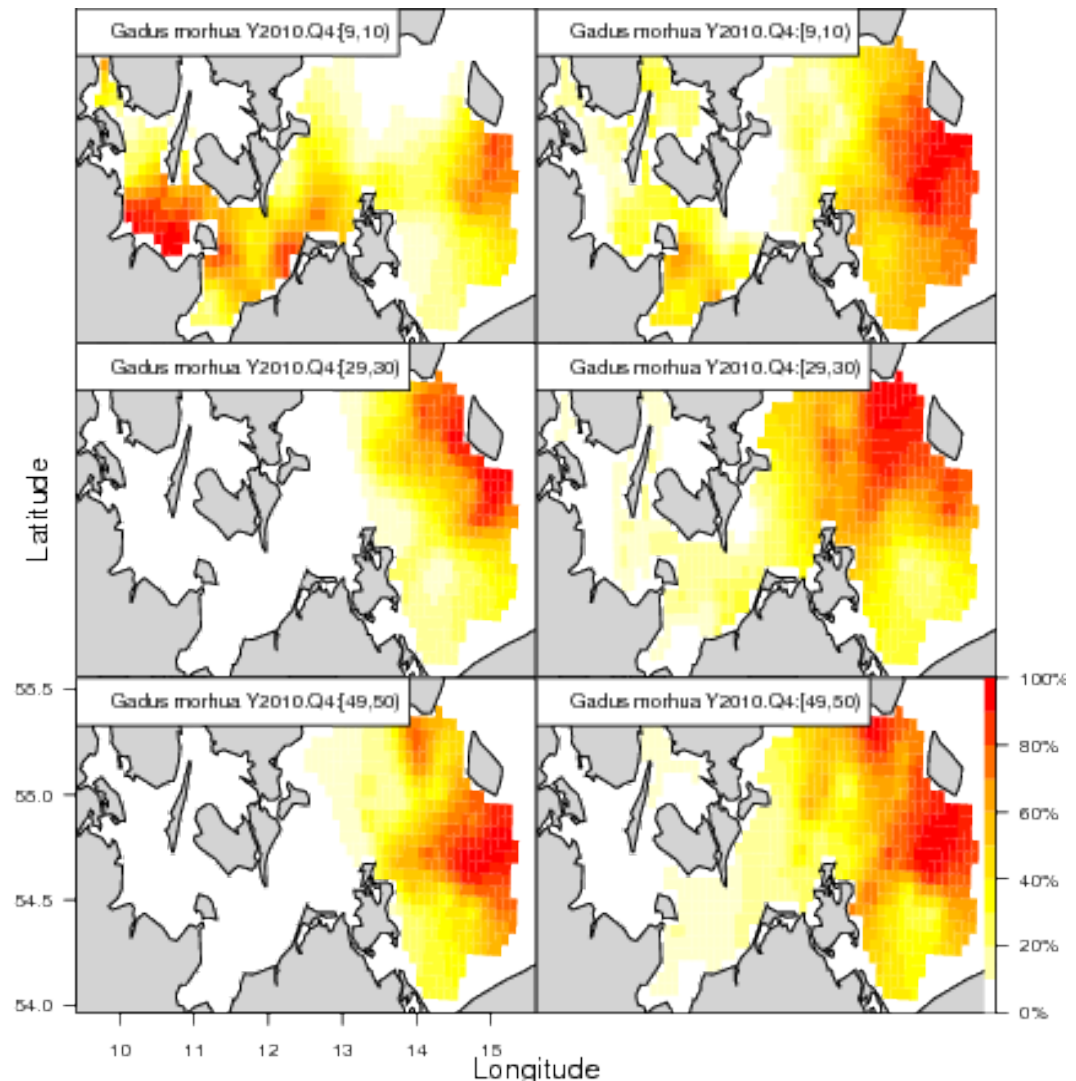 Gadus morhua Y2010.Q4:[9,10)
Gadus morhua Y2010.Q4:[9,10)
Gadus morhua Y2010.Q4:[29,30)
Gadus morhua Y2010.Q4:[29,30)
Latitude
Gadus morhua Y2010.Q4:[49,50)
Gadus morhua Y2010.Q4:[49,50)
55.5
55.0
54.5
54.0
100%
80%
60%
40%
20%
0%
10 11 12 13 14 15
Longitude